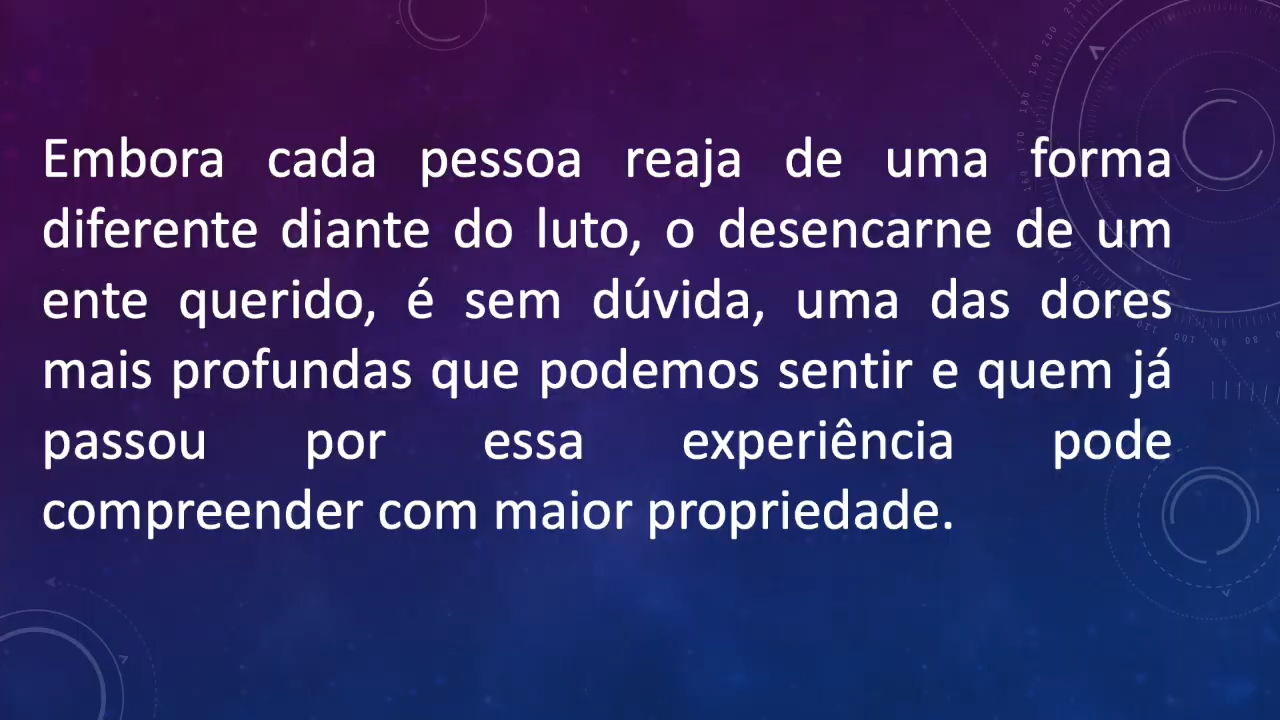 Embora cada pessoa reaja de uma forma
diferente diante do luto, o desencarne de um
ente querido, é sem dúvida, uma das dores
mais profundas que podemos sentir e quem já
passou por essa experiência pode
compreender com maior propriedade.